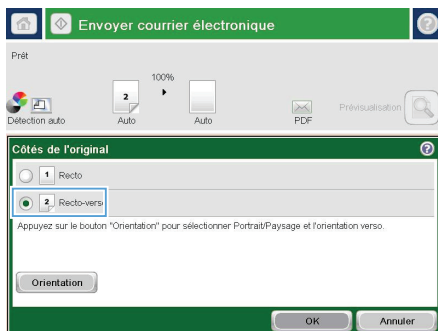 Envoyer courrier électronique
Prêt
100%
2
Détection auto
Auto
Auto
PDF
Prévisualisation
Côtés de l'original
1 Recto
2 Recto-verso
Appuyez sur le bouton "Orientation" pour sélectionner Portrait/Paysage et l'orientation verso.
Orientation
OK
Annuler